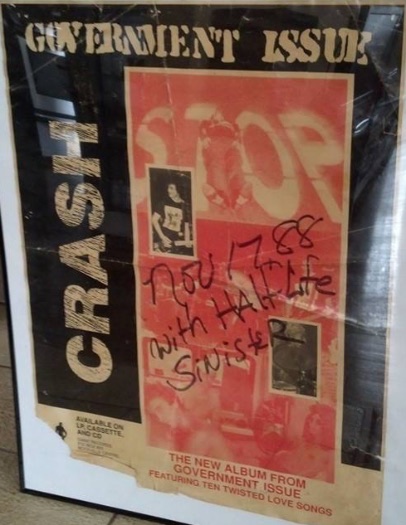 GOVERNMENT ISSUE
CRASH
STOP
NOV 17, 88
with HALF Life
SINISTER
AVAILABLE ON
LP, CASSETTE,
AND CD
THE NEW ALBUM FROM
GOVERNMENT ISSUE
FEATURING TEN TWISTED LOVE SONGS